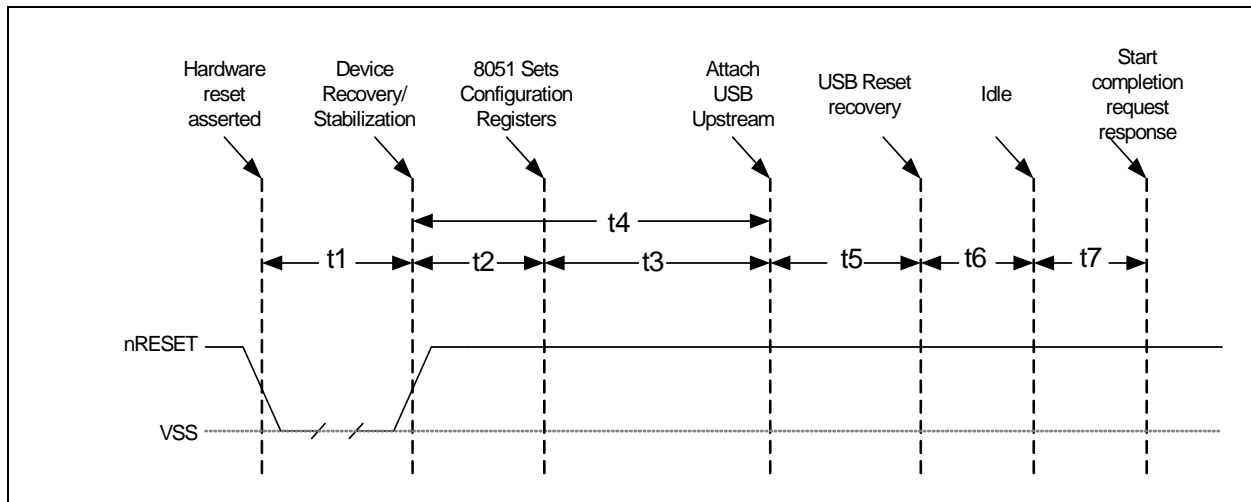 Hardware
reset
asserted
Device
Recovery/
Stabilization
8051 Sets
Configuration
Registers
Attach
USB
Upstream
USB Reset
recovery
Idle
Start
completion
request
response
t4
t1
t2
t3
t5
t6
t7
nRESET
VSS